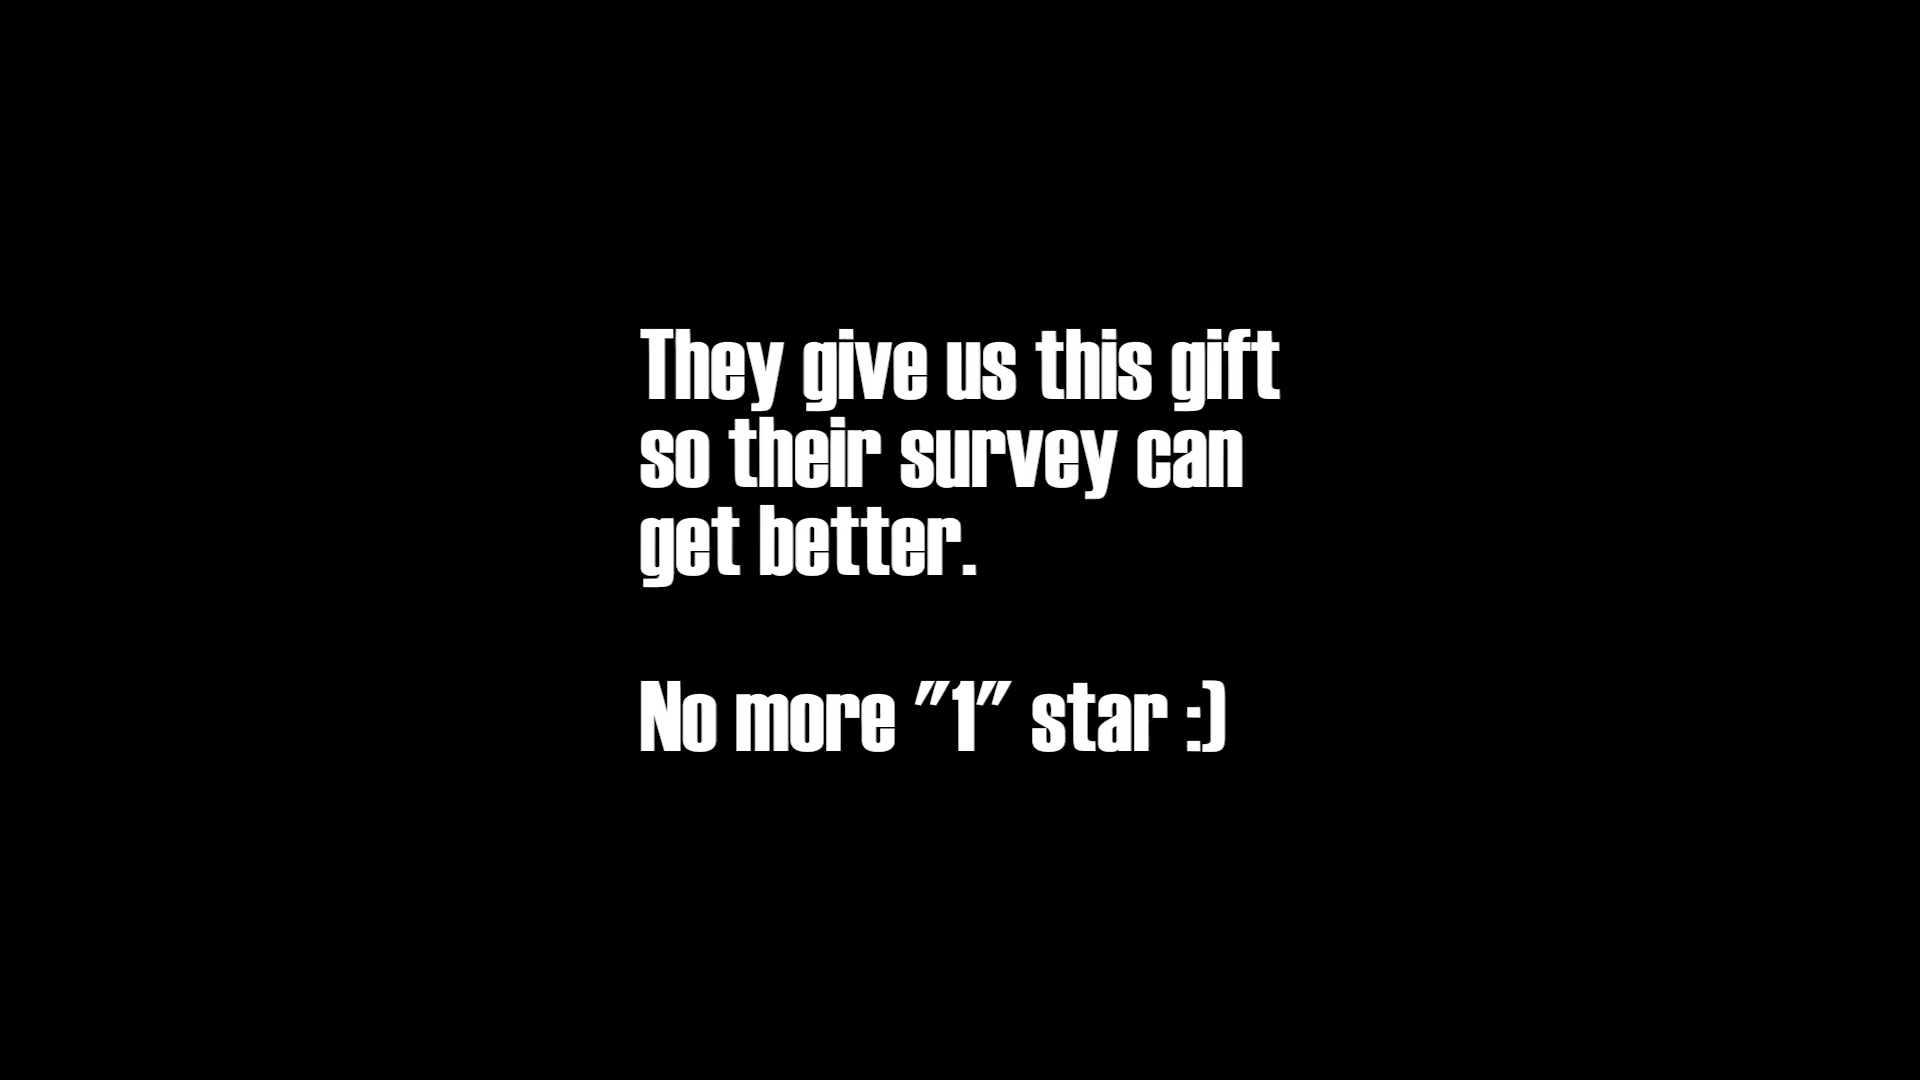 They give us this gift
so their survey can
get better.
No more "1" star :)